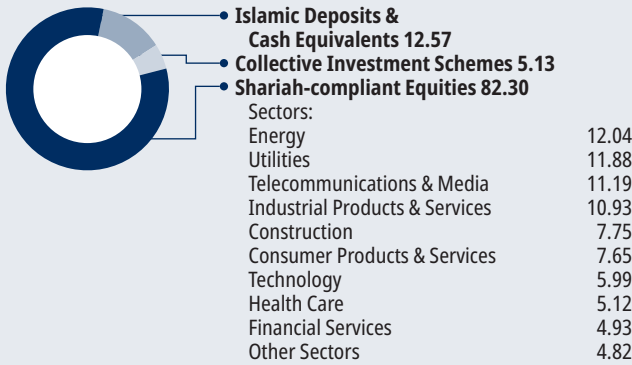 Islamic Deposits &
Cash Equivalents 12.57
Collective Investment Schemes 5.13
Shariah-compliant Equities 82.30
Sectors:
Energy 12.04
Utilities 11.88
Telecommunications & Media 11.19
Industrial Products & Services 10.93
Construction 7.75
Consumer Products & Services 7.65
Technology 5.99
Health Care 5.12
Financial Services 4.93
Other Sectors 4.82